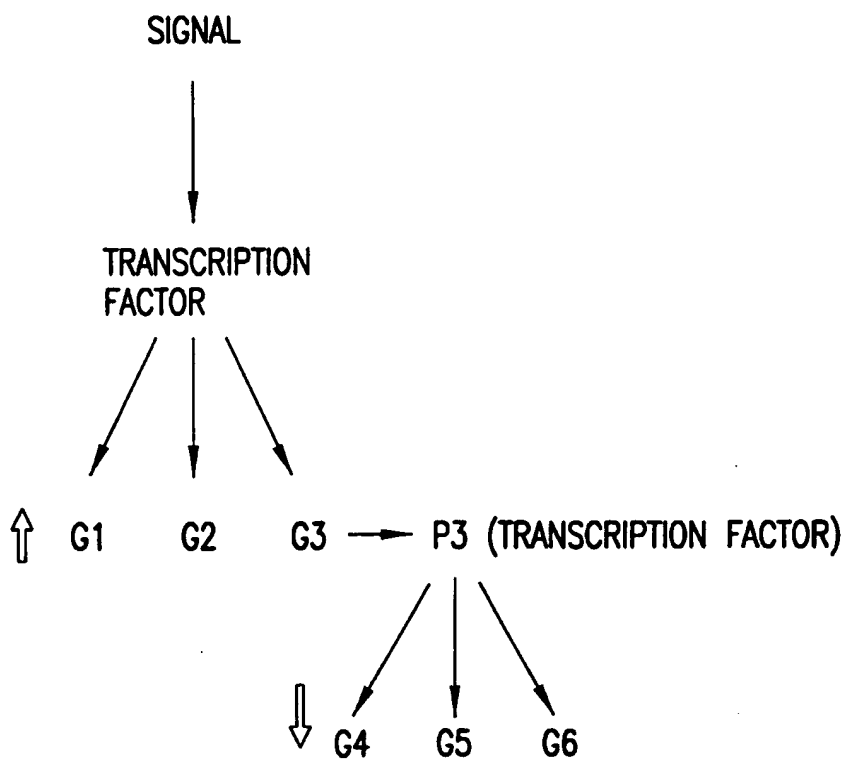 SIGNAL
TRANSCRIPTION
FACTOR
G1 G2 G3 P3 (TRANSCRIPTION FACTOR)
G4 G5 G6